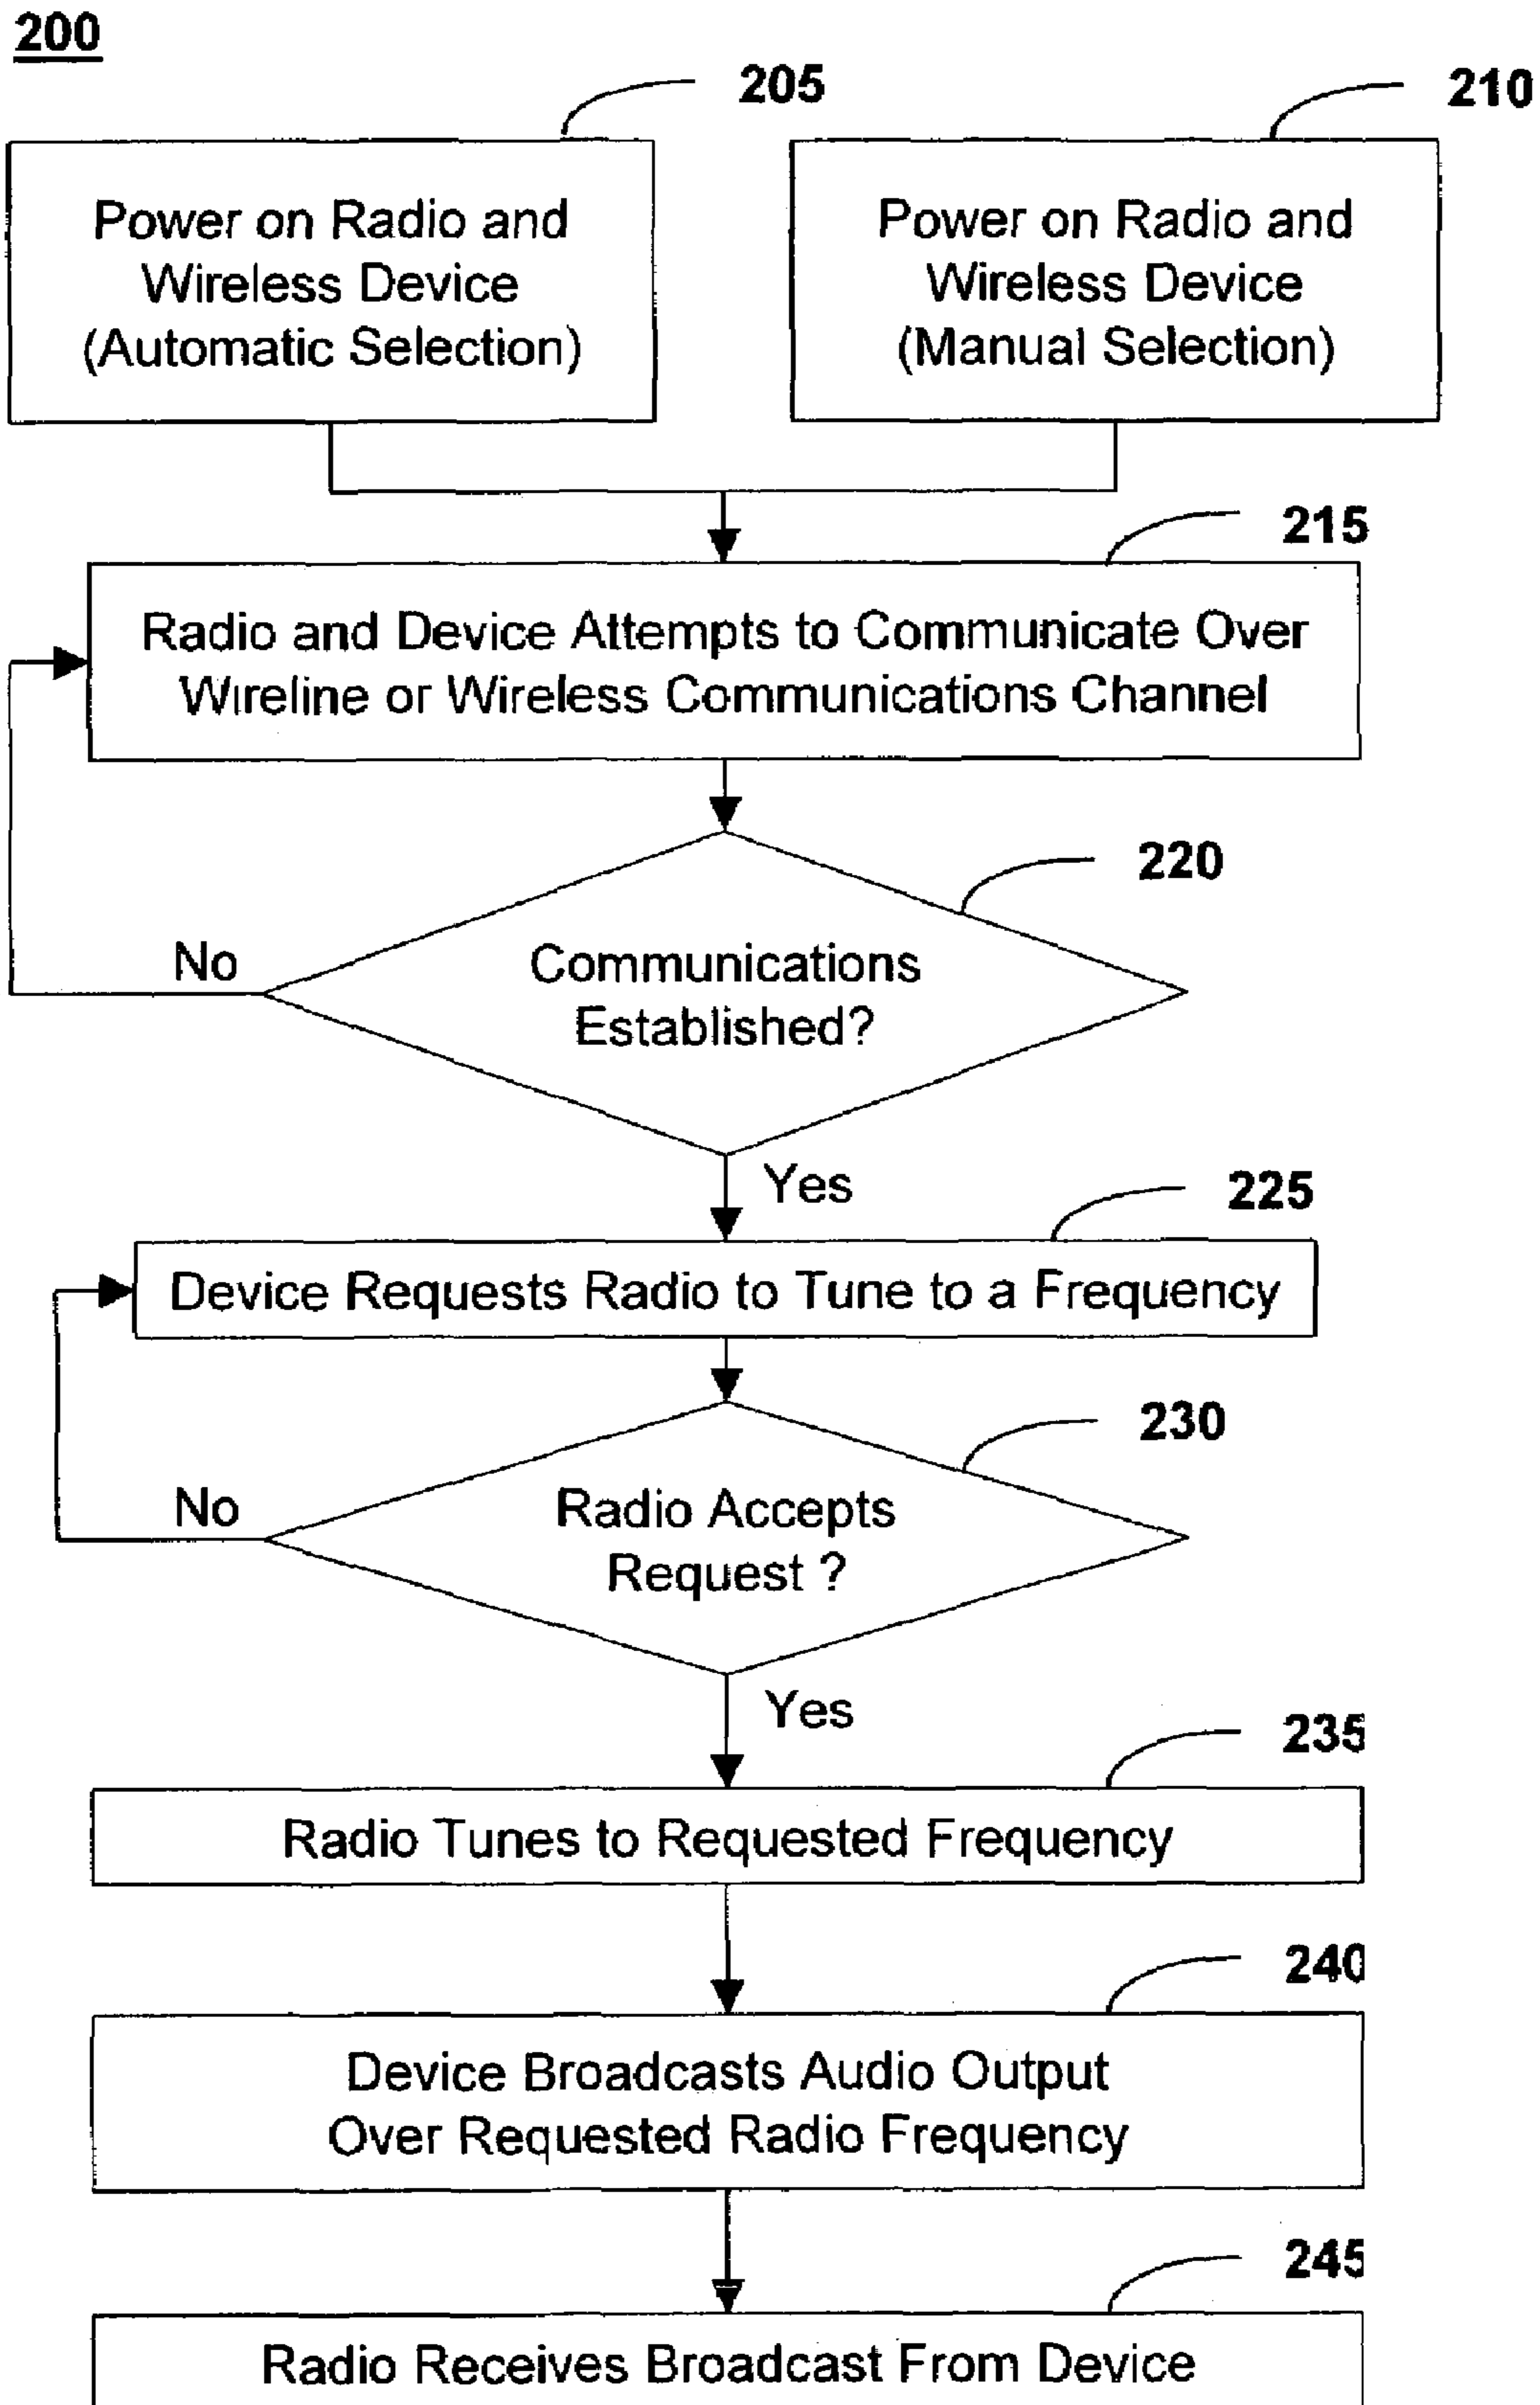 200
205
210
Power on Radio and
Wireless Device
(Automatic Selection)
Power on Radio and
Wireless Device
(Manual Selection)
215
Radio and Device Attempts to Communicate Over
Wireline or Wireless Communications Channel
220
Communications
Established?
No
Yes
225
Device Requests Radio to Tune to a Frequency
230
Radio Accepts
Request ?
No
Yes
235
Radio Tunes to Requested Frequency
240
Device Broadcasts Audio Output
Over Requested Radio Frequency
245
Radio Receives Broadcast From Device